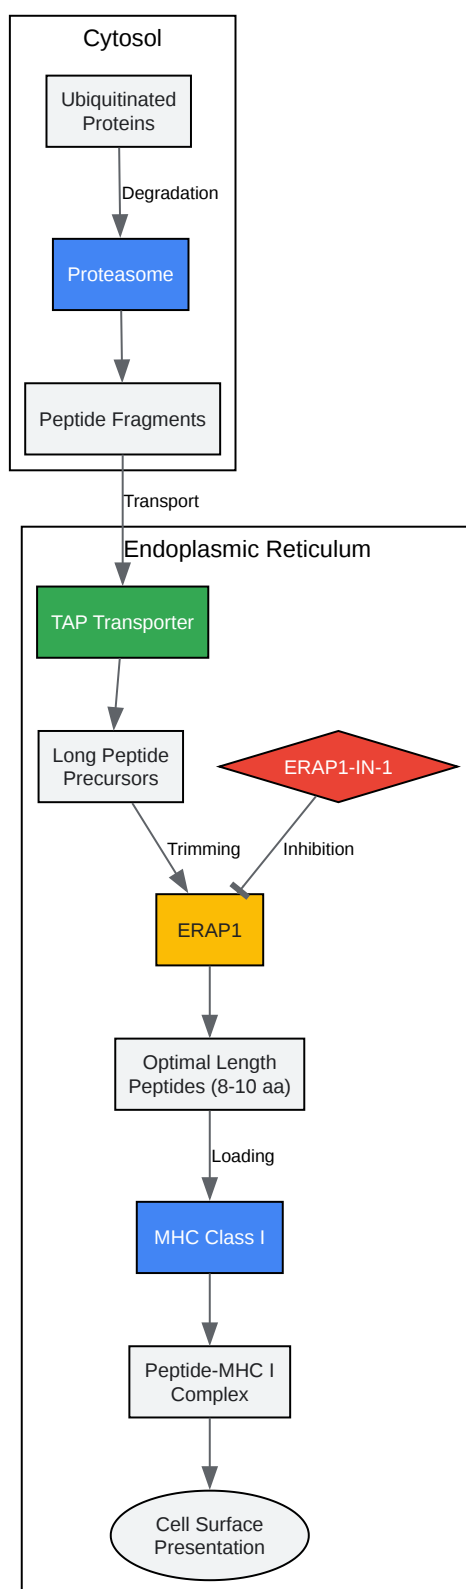 Cytosol
Ubiquitinated
Proteins
Degradation
Proteasome
Peptide Fragments
Transport
Endoplasmic Reticulum
TAP Transporter
Long Peptide
Precursors
ERAP1-IN-1
Trimming
Inhibition
ERAP1
Optimal Length
Peptides (8-10 aa)
Loading
MHC Class I
Peptide-MHC I
Complex
Cell Surface
Presentation